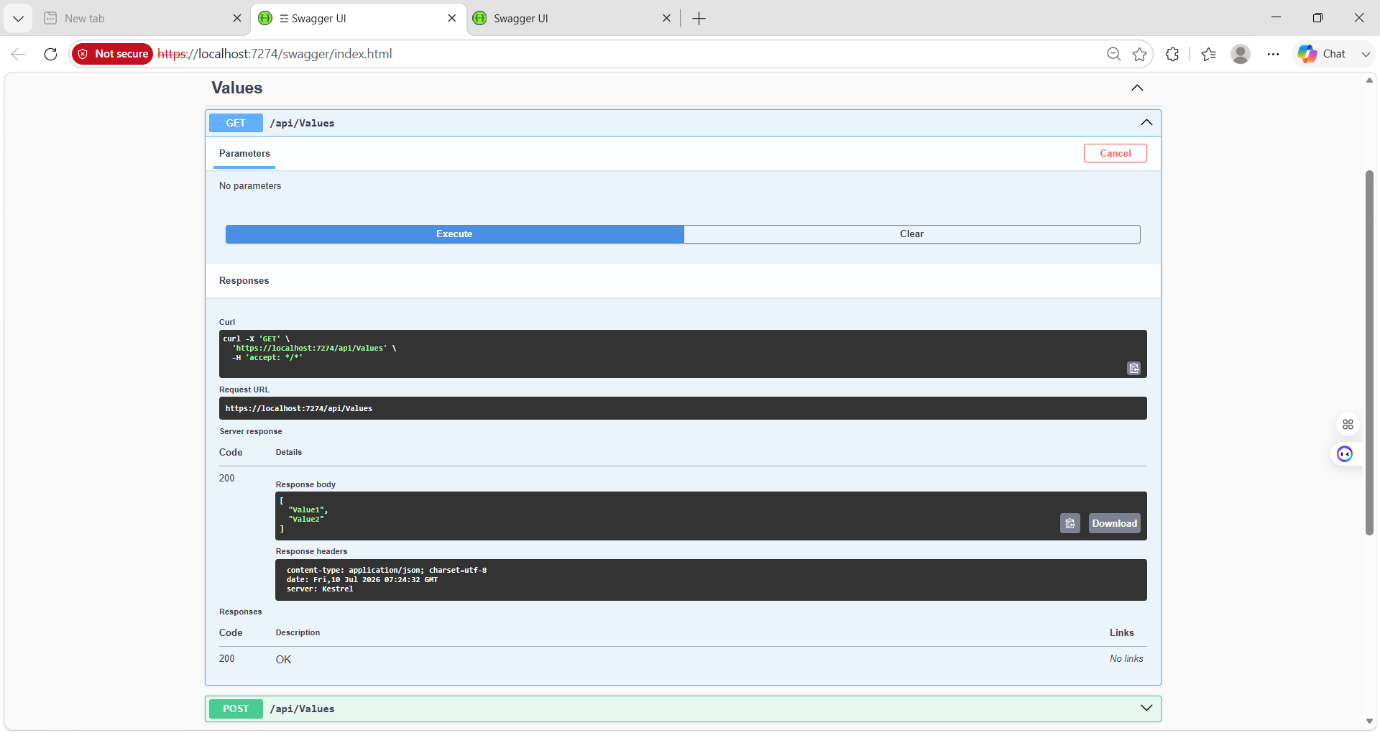 New tab
Swagger UI
Swagger UI
Not secure https://localhost:7274/swagger/index.html
Chat
Values
GET /api/Values
Parameters
Cancel
No parameters
Execute
Clear
Responses
Curl
curl -X 'GET' \
'https://localhost:7274/api/Values' \
-H 'accept: */*'
Request URL
https://localhost:7274/api/Values
Server response
Code Details
200
Response body
[
"Value1",
"Value2"
]
Download
Response headers
content-type: application/json; charset-utf-8
date: Fri,10 Jul 2026 07:24:32 GMT
server: Kestrel
Responses
Code Description Links
200 OK No links
POST /api/Values